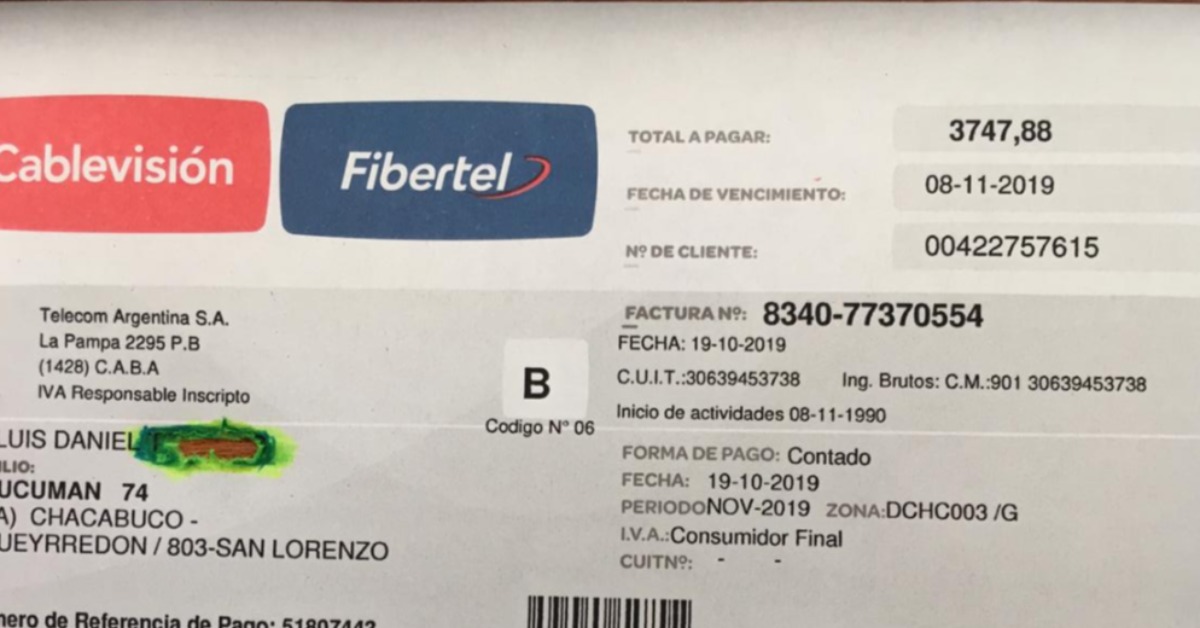 Cablevisión
Fibertel
TOTAL A PAGAR: 3747,88
FECHA DE VENCIMIENTO: 08-11-2019
Nº DE CLIENTE: 00422757615
Telecom Argentina S.A.
La Pampa 2295 P.B
(1428) C.A.B.A
IVA Responsable Inscripto
B
Codigo N° 06
FACTURA Nº: 8340-77370554
FECHA: 19-10-2019
C.U.I.T.:30639453738 Ing. Brutos: C.M.:901 30639453738
Inicio de actividades 08-11-1990
LUIS DANIEL
ILIO:
UCUMAN 74
A) CHACABUCO -
UEYRREDON / 803-SAN LORENZO
FORMA DE PAGO: Contado
FECHA: 19-10-2019
PERIODO NOV-2019 ZONA:DCHC003 /G
I.V.A.:Consumidor Final
CUITNº: - -
nero de Referencia de Pago: 51807442